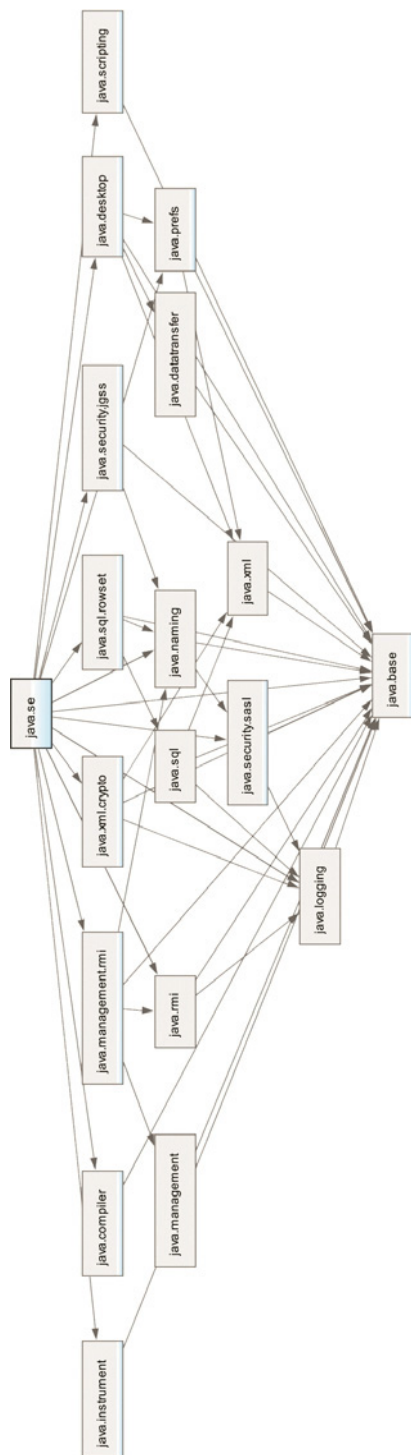 java.se
java.instrument
java.compiler
java.management.rmi
java.xml.crypto
java.sql.rowset
java.security.jgss
java.desktop
java.scripting
java.management
java.rmi
java.sql
java.naming
java.datatransfer
java.prefs
java.security.sasl
java.xml
java.logging
java.base